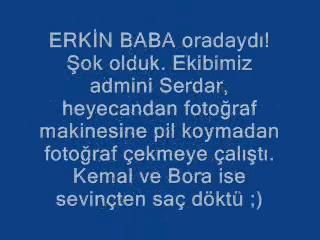 ERKİN BABA oradaydı!
Şok olduk. Ekibimiz
admini Serdar,
heyecandan fotoğraf
makinesine pil koymadan
fotoğraf çekmeye çalıştı.
Kemal ve Bora ise
sevinçten saç döktü ;)